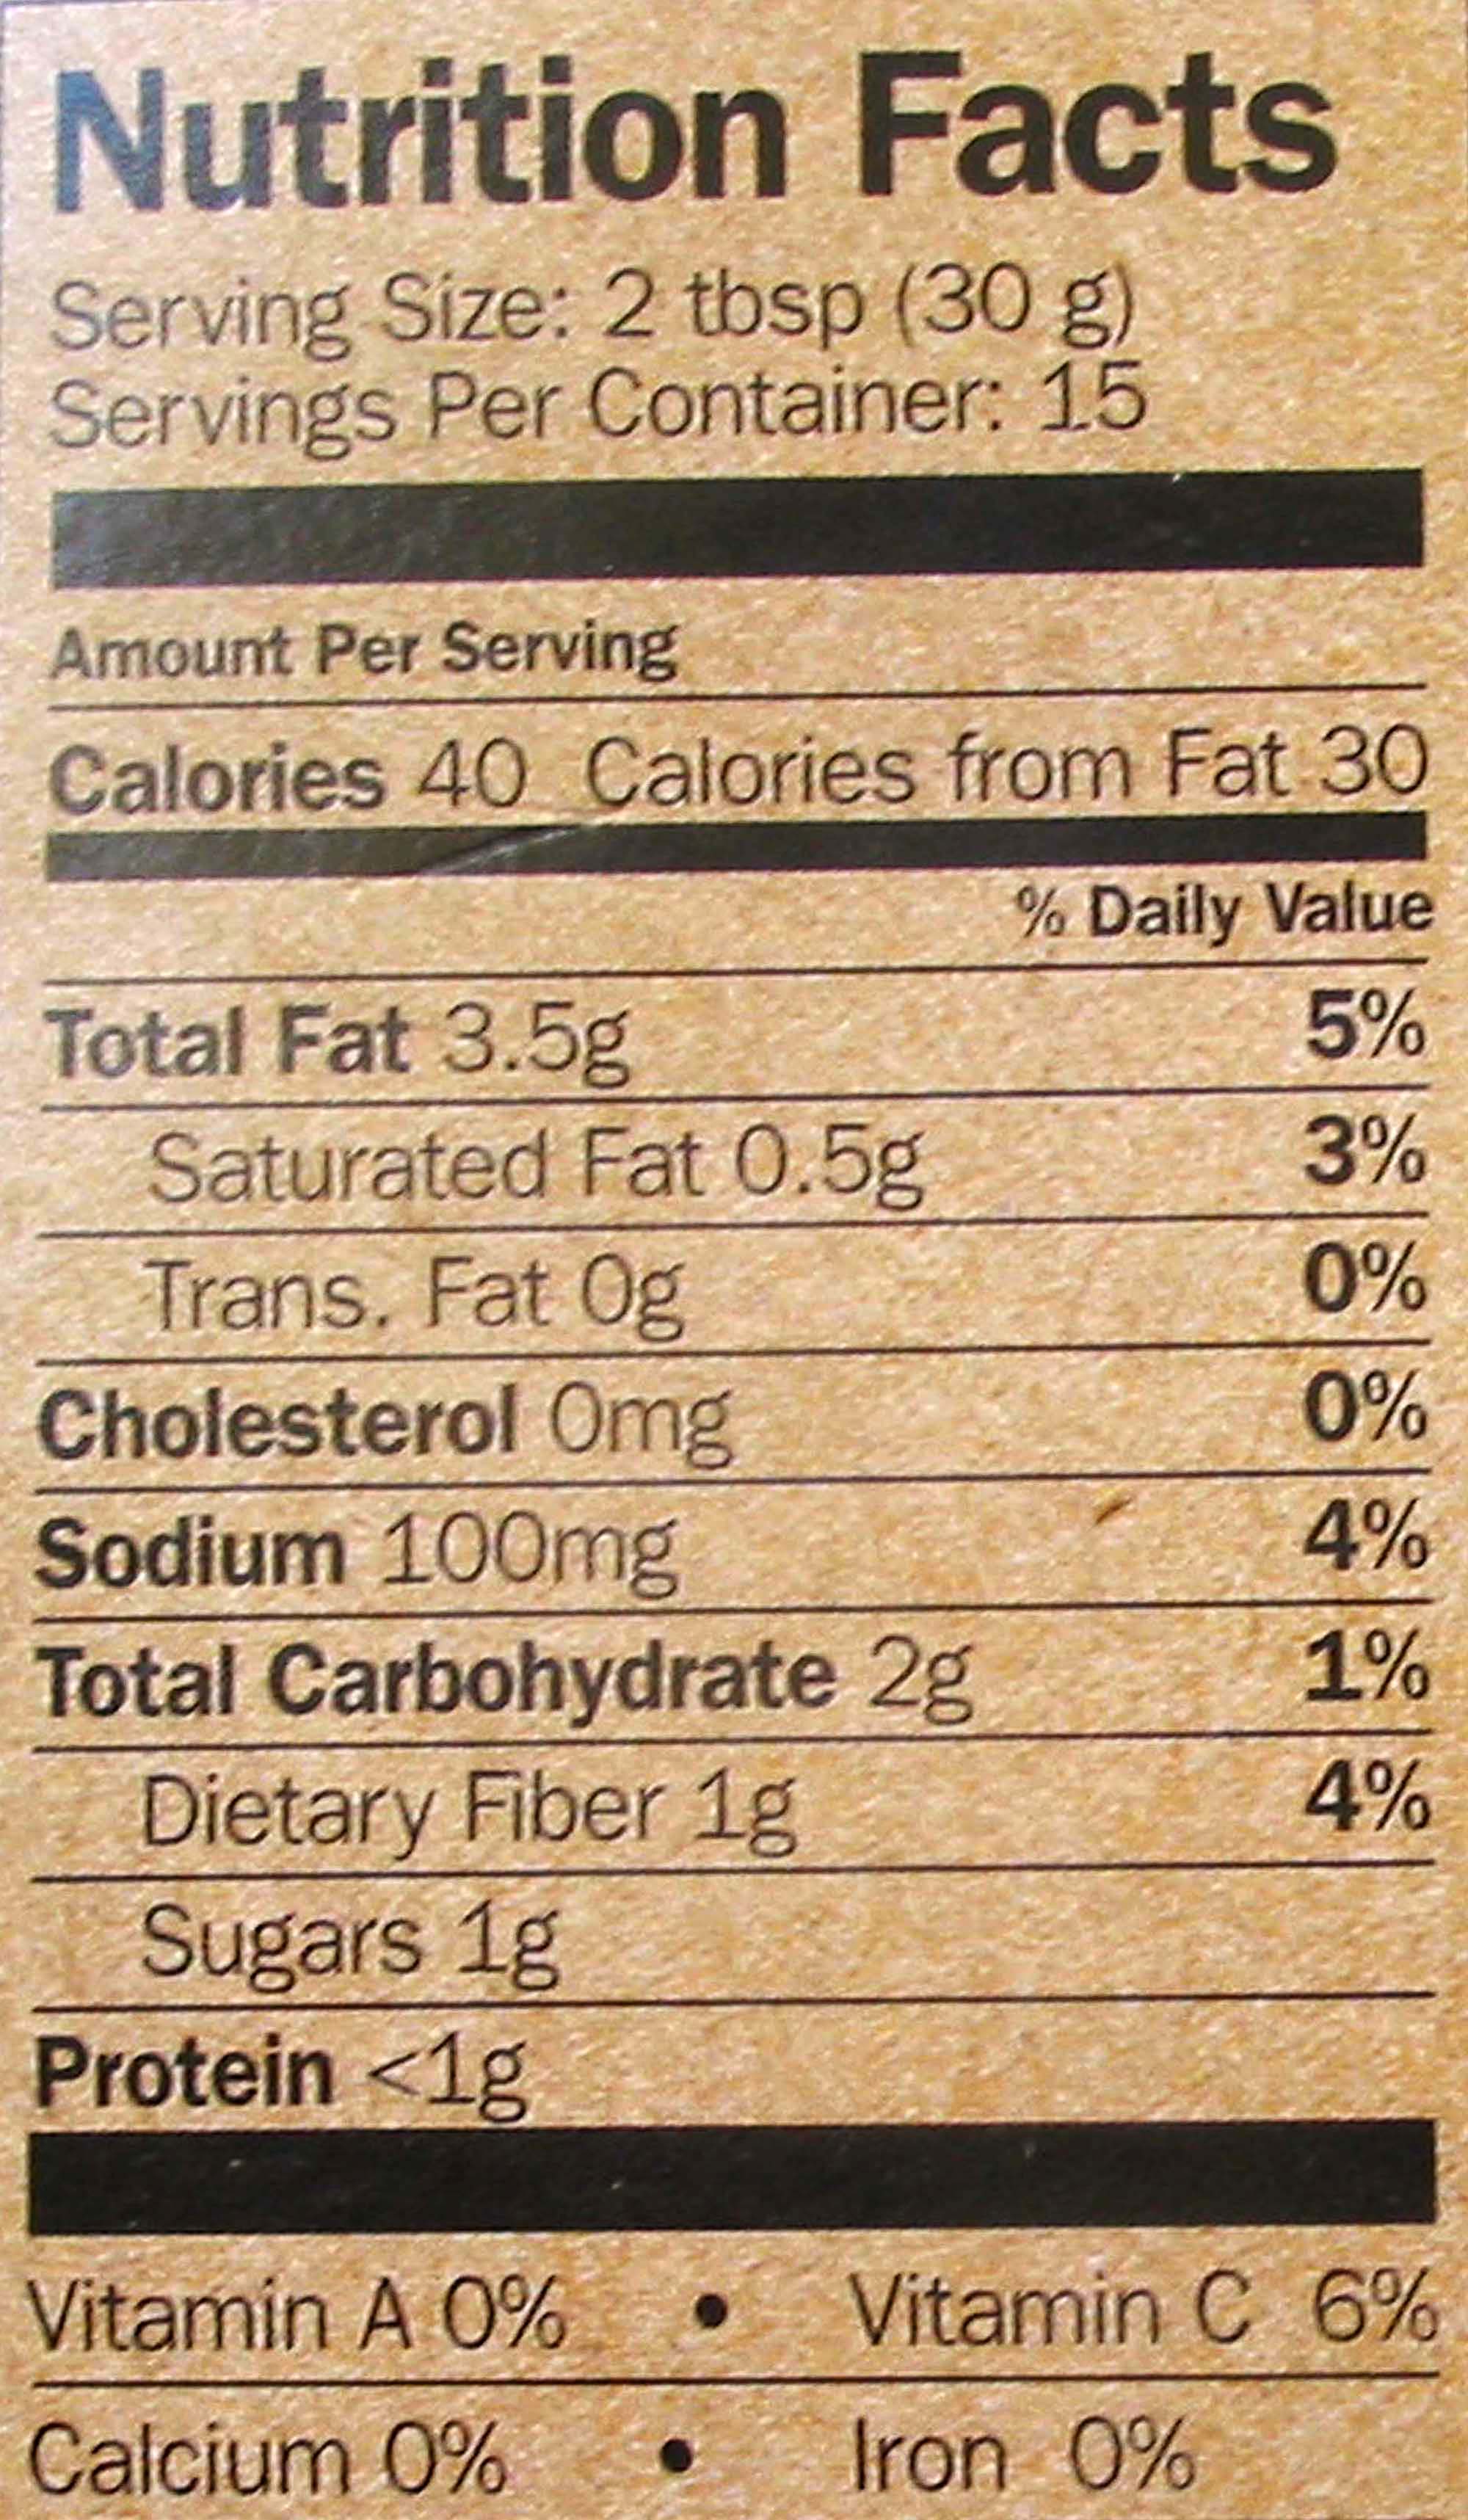 Nutrition Facts
Serving Size: 2 tbsp (30 g)
Servings Per Container: 15
Amount Per Serving
Calories 40 Calories from Fat 30
% Daily Value
Total Fat 3.5g 5%
Saturated Fat 0.5g 3%
Trans. Fat 0g 0%
Cholesterol 0mg 0%
Sodium 100mg 4%
Total Carbohydrate 2g 1%
Dietary Fiber 1g 4%
Sugars 1g
Protein <1g
Vitamin A 0% • Vitamin C 6%
Calcium 0% • Iron 0%